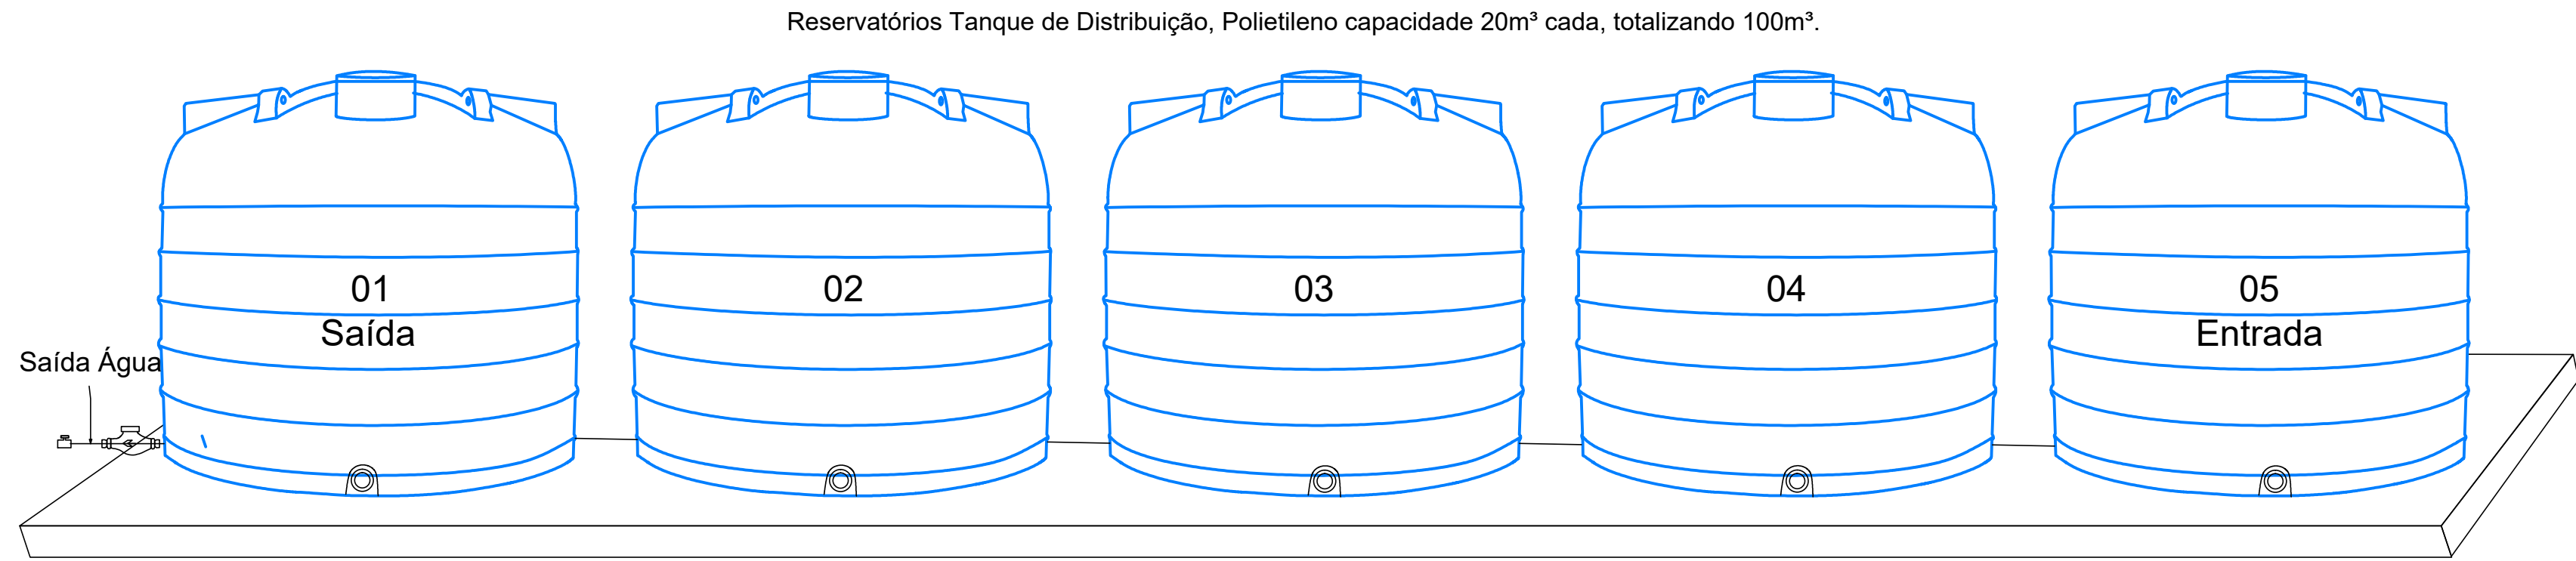 Reservatórios Tanque de Distribuição, Polietileno capacidade 20m³ cada, totalizando 100m³.
01
Saída
02
03
04
05
Entrada
Saída Água